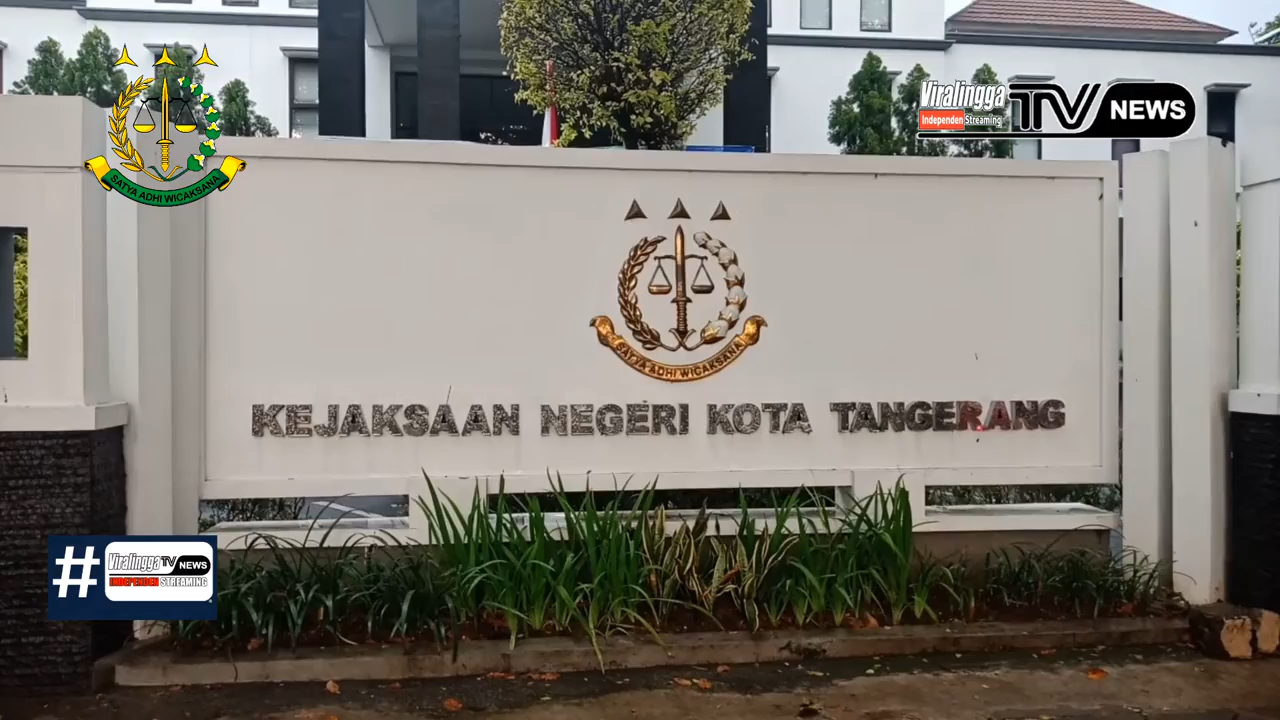 SATYA ADHI WICAKSANA
Viralingga
Independen Streaming
TV NEWS
SATYA ADHI WICAKSANA
KEJAKSAAN NEGERI KOTA TANGERANG
# Viralingga TV NEWS
INDEPENDEN STREAMING